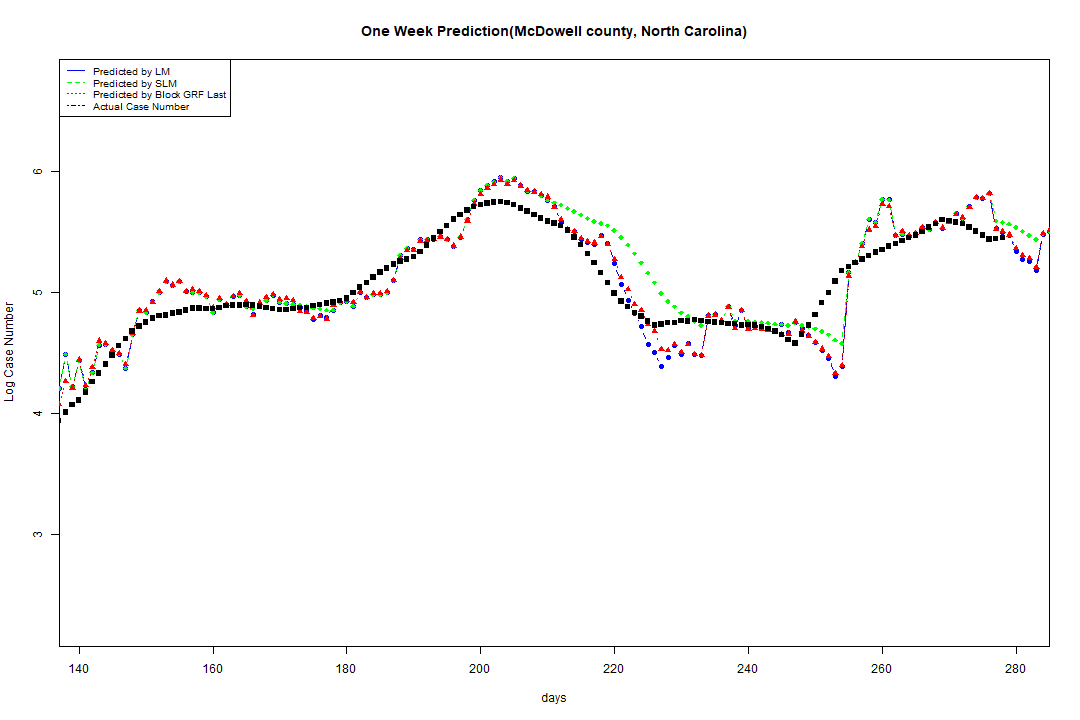 One Week Prediction(McDowell county, North Carolina)
Predicted by LM
Predicted by SLM
Predicted by Block GRF Last
Actual Case Number
6
5
4
3
Log Case Number
140 160 180 200 220 240 260 280
days